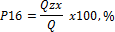 P16 = Qzx / Q x100, %